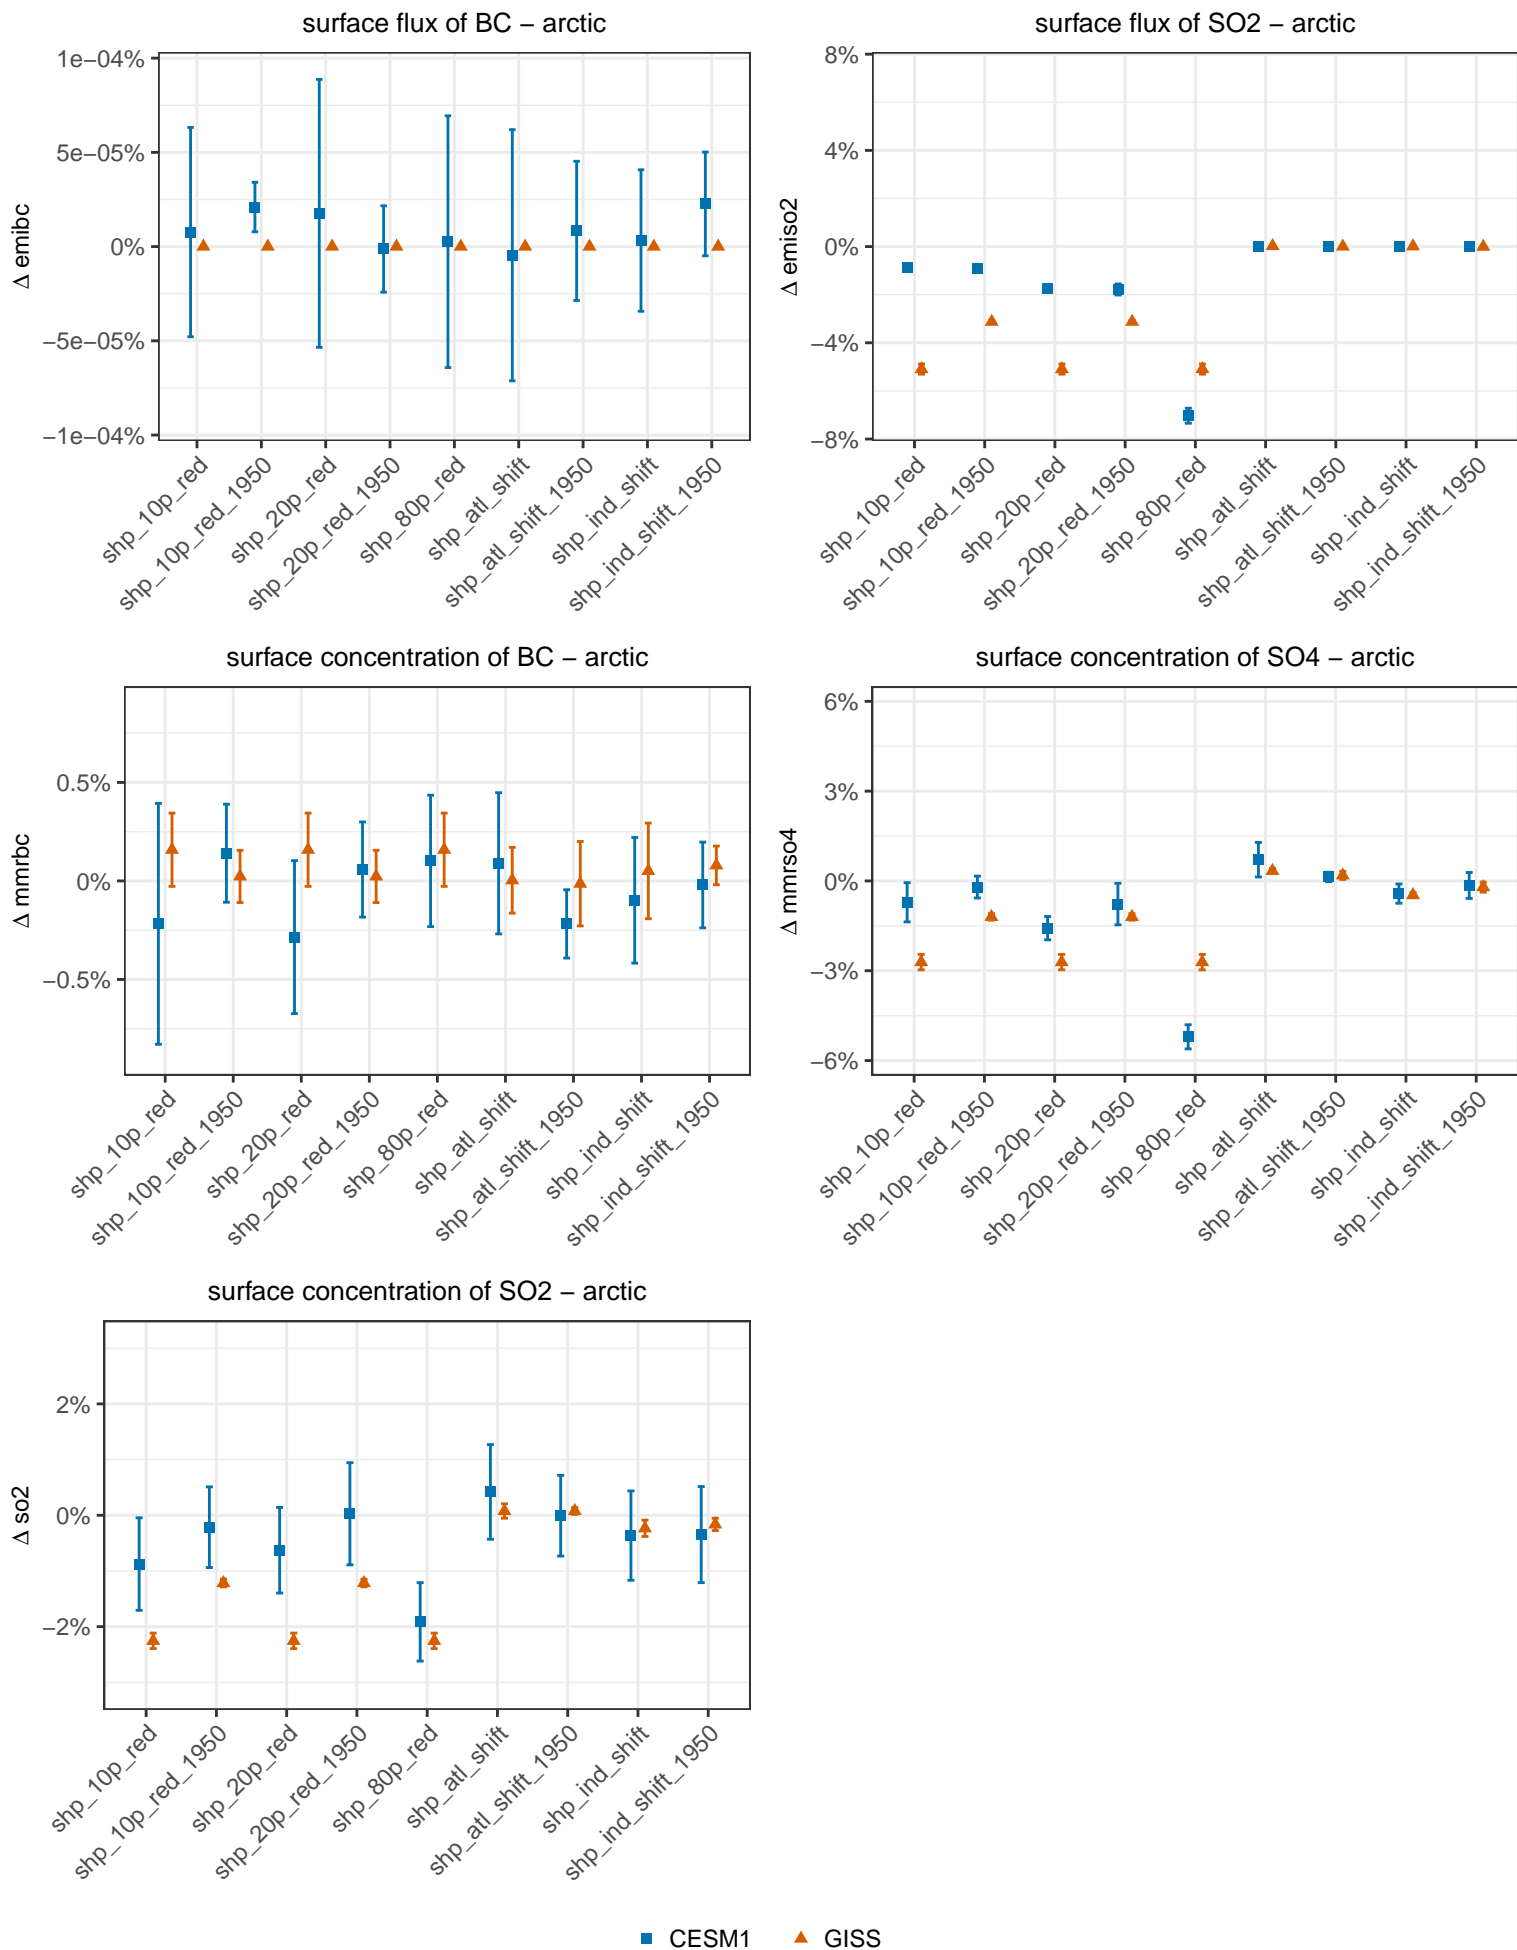 surface flux of BC – arctic
Δ emibc
1e−04%
5e−05%
0%
−5e−05%
−1e−04%
shp_10p_red
shp_10p_red_1950
shp_20p_red
shp_20p_red_1950
shp_80p_red
shp_atl_shift
shp_atl_shift_1950
shp_ind_shift
shp_ind_shift_1950
surface flux of SO2 – arctic
Δ emiso2
8%
4%
0%
−4%
−8%
shp_10p_red
shp_10p_red_1950
shp_20p_red
shp_20p_red_1950
shp_80p_red
shp_atl_shift
shp_atl_shift_1950
shp_ind_shift
shp_ind_shift_1950
surface concentration of BC – arctic
Δ mmrbc
0.5%
0%
−0.5%
shp_10p_red
shp_10p_red_1950
shp_20p_red
shp_20p_red_1950
shp_80p_red
shp_atl_shift
shp_atl_shift_1950
shp_ind_shift
shp_ind_shift_1950
surface concentration of SO4 – arctic
Δ mmrso4
6%
3%
0%
−3%
−6%
shp_10p_red
shp_10p_red_1950
shp_20p_red
shp_20p_red_1950
shp_80p_red
shp_atl_shift
shp_atl_shift_1950
shp_ind_shift
shp_ind_shift_1950
surface concentration of SO2 – arctic
Δ so2
2%
0%
−2%
shp_10p_red
shp_10p_red_1950
shp_20p_red
shp_20p_red_1950
shp_80p_red
shp_atl_shift
shp_atl_shift_1950
shp_ind_shift
shp_ind_shift_1950
CESM1
GISS